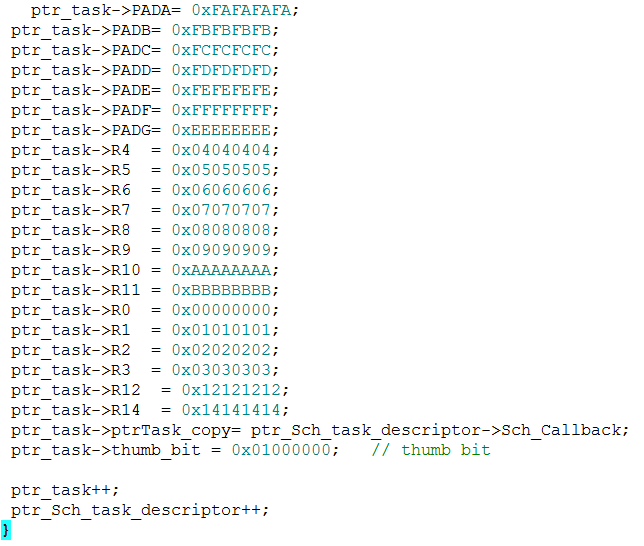 ptr_task->PADA= 0xFAFAFAFA;
ptr_task->PADB= 0xFBFBFBFB;
ptr_task->PADC= 0xFCFCFCFC;
ptr_task->PADD= 0xFDFDFDFD;
ptr_task->PADE= 0xFEFEFEFE;
ptr_task->PADF= 0xFFFFFFFF;
ptr_task->PADG= 0xEEEEEEEE;
ptr_task->R4  = 0x04040404;
ptr_task->R5  = 0x05050505;
ptr_task->R6  = 0x06060606;
ptr_task->R7  = 0x07070707;
ptr_task->R8  = 0x08080808;
ptr_task->R9  = 0x09090909;
ptr_task->R10 = 0xAAAAAAAA;
ptr_task->R11 = 0xBBBBBBBB;
ptr_task->R0  = 0x00000000;
ptr_task->R1  = 0x01010101;
ptr_task->R2  = 0x02020202;
ptr_task->R3  = 0x03030303;
ptr_task->R12  = 0x12121212;
ptr_task->R14  = 0x14141414;
ptr_task->ptrTask_copy= ptr_Sch_task_descriptor->Sch_Callback;
ptr_task->thumb_bit = 0x01000000;   // thumb bit
ptr_task++;
ptr_Sch_task_descriptor++;
}